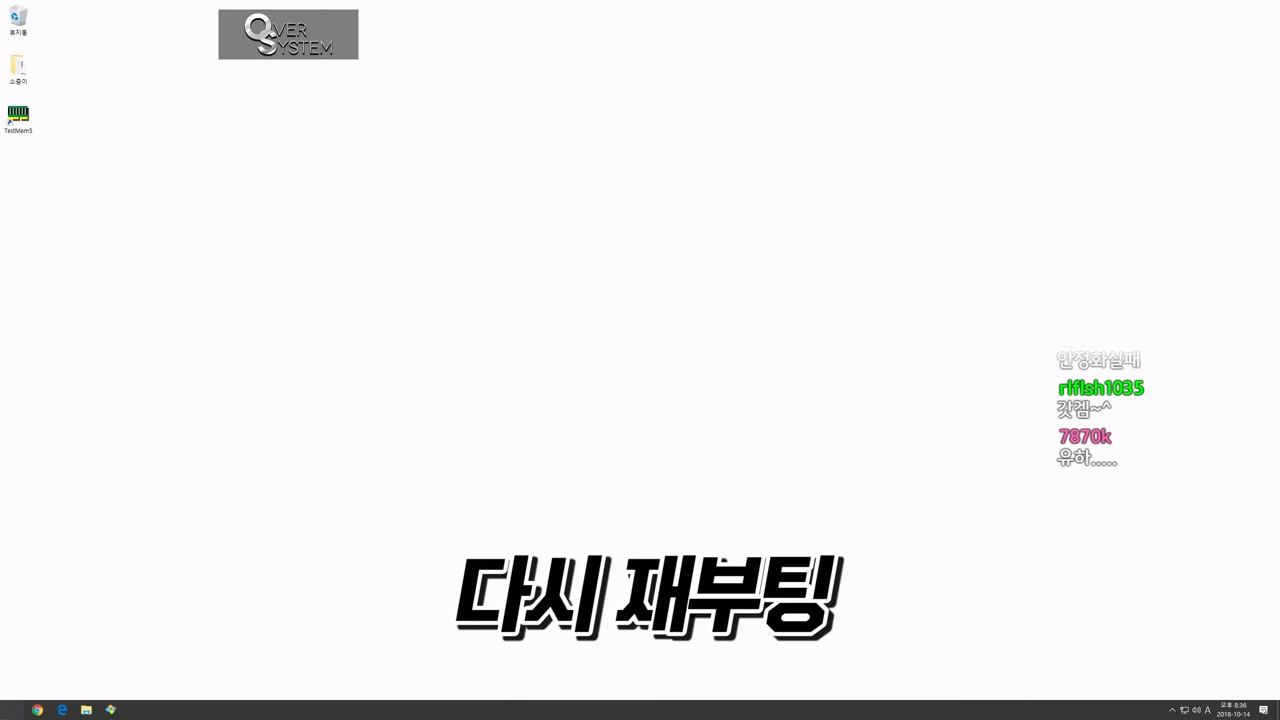 휴지통
소중이
TestMem5
OVER
SYSTEM
안정화실패
rlflsh1035
갓겜~^
7870k
유하.....
다시 재부팅
A
오후 8:36
2018-10-14